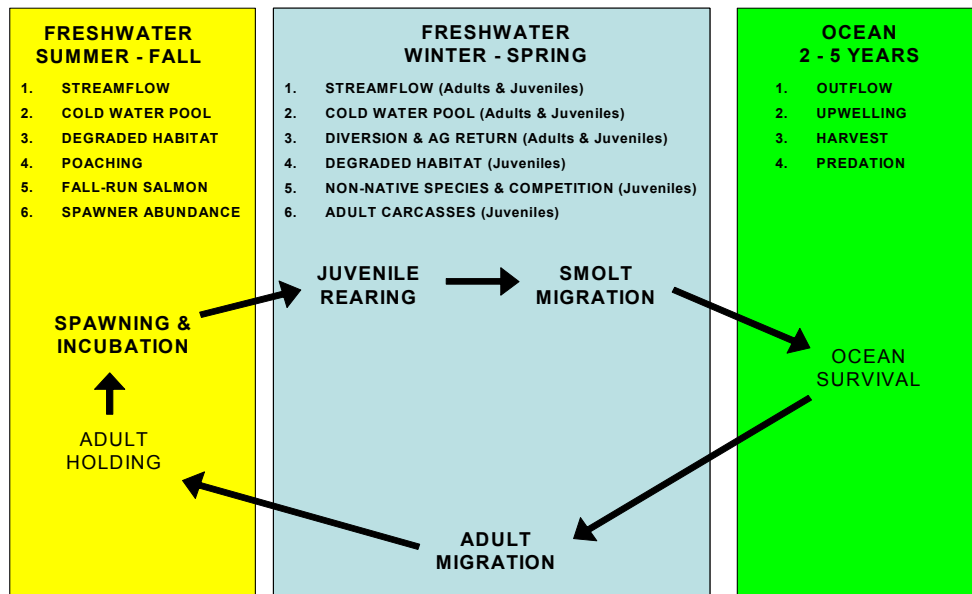 FRESHWATER
SUMMER - FALL
1. STREAMFLOW
2. COLD WATER POOL
3. DEGRADED HABITAT
4. POACHING
5. FALL-RUN SALMON
6. SPAWNER ABUNDANCE
SPAWNING &
INCUBATION
ADULT
HOLDING
FRESHWATER
WINTER - SPRING
1. STREAMFLOW (Adults & Juveniles)
2. COLD WATER POOL (Adults & Juveniles)
3. DIVERSION & AG RETURN (Adults & Juveniles)
4. DEGRADED HABITAT (Juveniles)
5. NON-NATIVE SPECIES & COMPETITION (Juveniles)
6. ADULT CARCASSES (Juveniles)
JUVENILE
REARING
SMOLT
MIGRATION
ADULT
MIGRATION
OCEAN
2 - 5 YEARS
1. OUTFLOW
2. UPWELLING
3. HARVEST
4. PREDATION
OCEAN
SURVIVAL